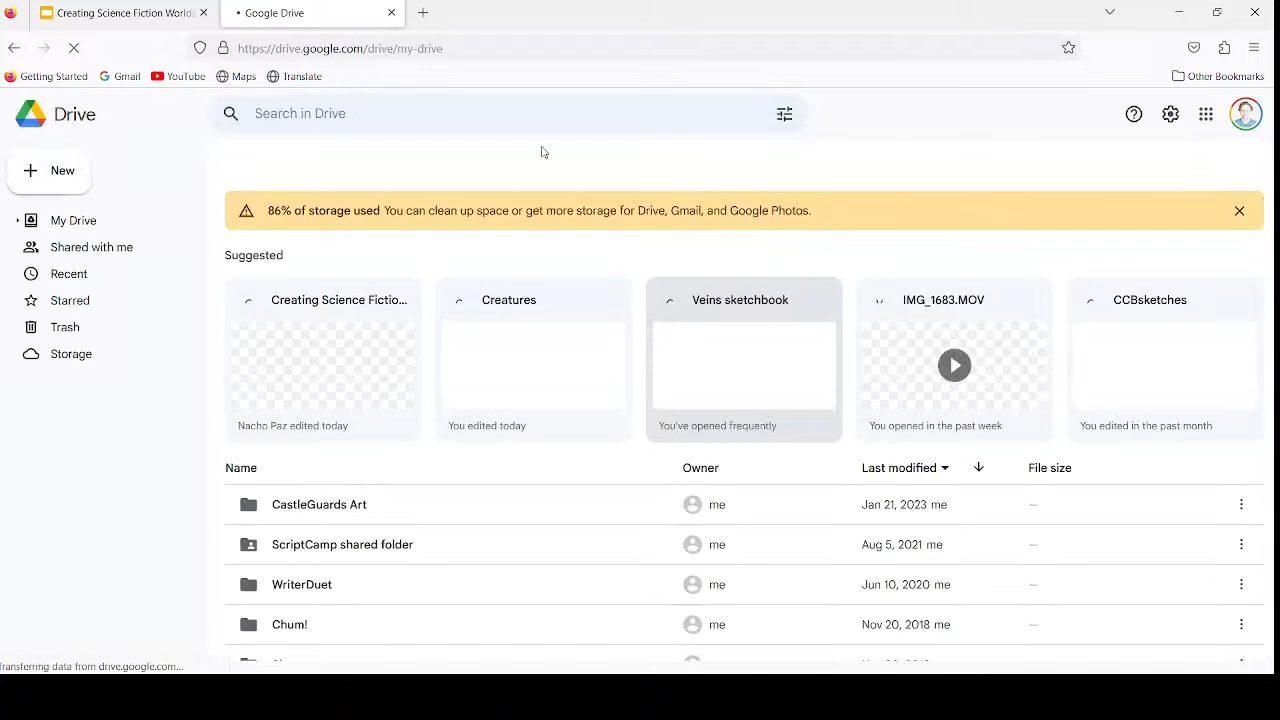 Creating Science Fiction Worlds
Google Drive
https://drive.google.com/drive/my-drive
Getting Started
Gmail
YouTube
Maps
Translate
Other Bookmarks
Drive
Search in Drive
New
My Drive
Shared with me
Recent
Starred
Trash
Storage
86% of storage used You can clean up space or get more storage for Drive, Gmail, and Google Photos.
Suggested
Creating Science Fictio...
Creatures
Veins sketchbook
IMG_1683.MOV
CCBsketches
Nacho Paz edited today
You edited today
You've opened frequently
You opened in the past week
You edited in the past month
Name Owner Last modified File size
CastleGuards Art me Jan 21, 2023 me —
ScriptCamp shared folder me Aug 5, 2021 me —
WriterDuet me Jun 10, 2020 me —
Chum! me Nov 20, 2018 me —
Transferring data from drive.google.com...